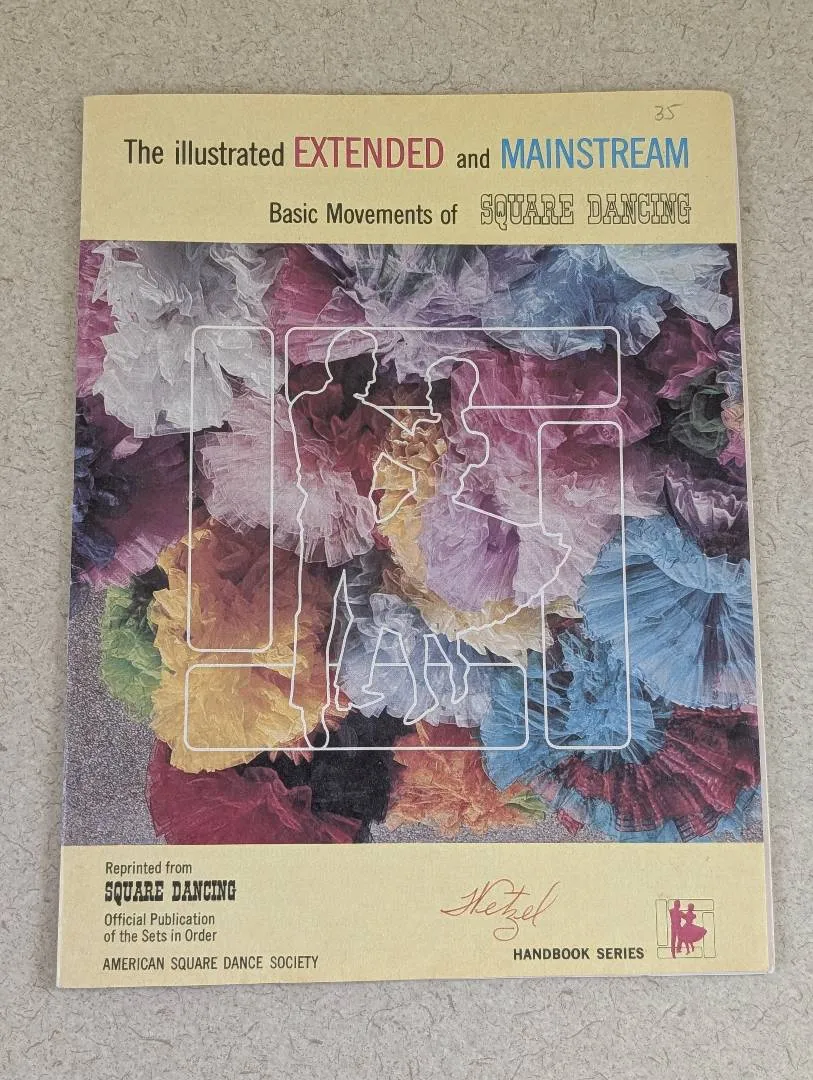 35
The illustrated EXTENDED and MAINSTREAM
Basic Movements of SQUARE DANCING
Reprinted from
SQUARE DANCING
Official Publication
of the Sets in Order
AMERICAN SQUARE DANCE SOCIETY
Wetzel
HANDBOOK SERIES